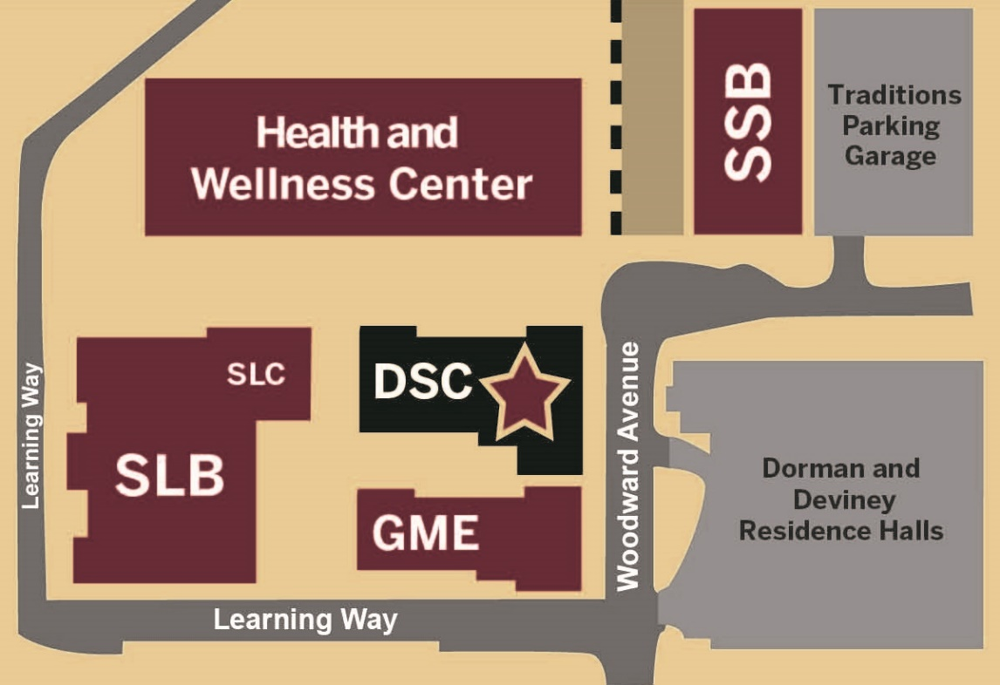 Health and
Wellness Center
SSB
Traditions
Parking
Garage
SLC
DSC
Learning Way
SLB
GME
Woodward Avenue
Dorman and
Deviney
Residence Halls
Learning Way